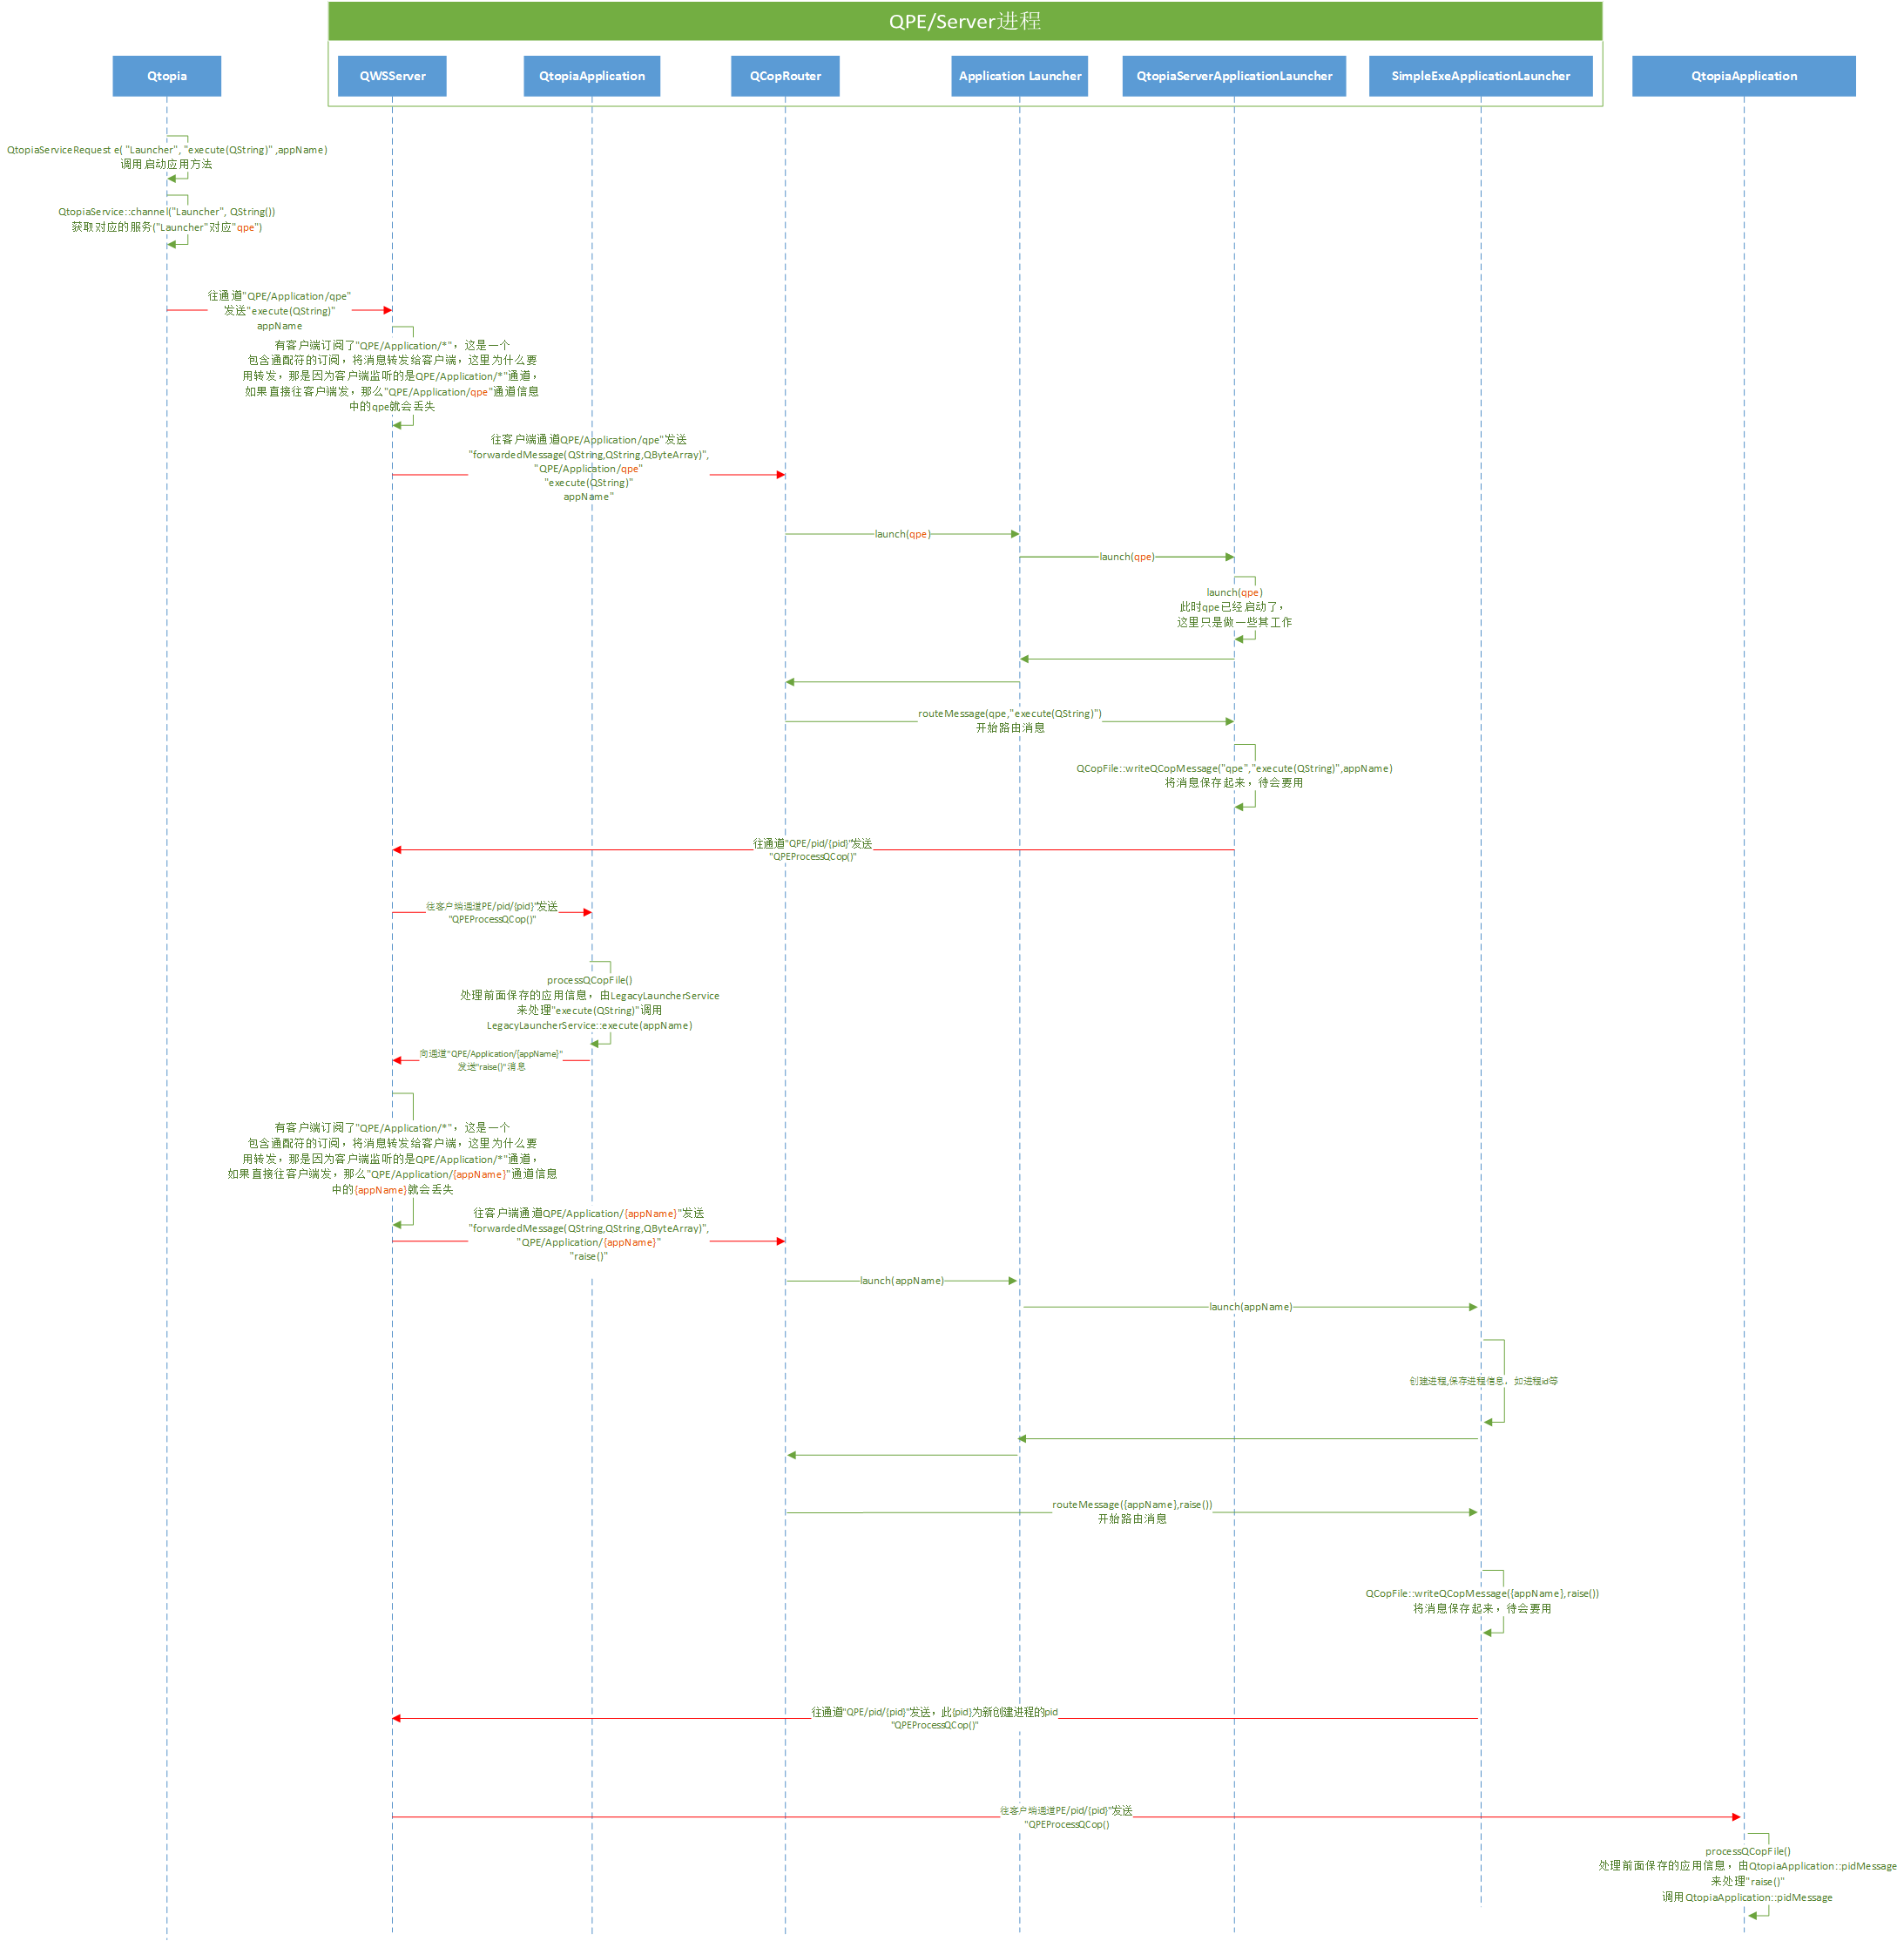 QPE/Server进程
Qtopia
QWSServer
QtopiaApplication
QCopRouter
Application Launcher
QtopiaServerApplicationLauncher
SimpleExeApplicationLauncher
QtopiaApplication
QtopiaServiceRequest e( "Launcher", "execute(QString)" ,appName)
调用启动应用方法
QtopiaService::channel("Launcher", QString())
获取对应的服务("Launcher"对应"qpe")
往通道"QPE/Application/qpe"
发送"execute(QString)"
appName
有客户端订阅了"QPE/Application/*"，这是一个
包含通配符的订阅，将消息转发给客户端，这里为什么要
用转发，那是因为客户端监听的是QPE/Application/*"通道，
如果直接往客户端发，那么"QPE/Application/qpe"通道信息
中的qpe就会丢失
往客户端通道QPE/Application/qpe"发送
"forwardedMessage(QString,QString,QByteArray)",
"QPE/Application/qpe"
"execute(QString)"
appName"
launch(qpe)
launch(qpe)
launch(qpe)
此时qpe已经启动了，
这里只是做一些其工作
routeMessage(qpe,"execute(QString)")
开始路由消息
QCopFile::writeQCopMessage("qpe","execute(QString)",appName)
将消息保存起来，待会要用
往通道"QPE/pid/{pid}"发送
"QPEProcessQCop()"
往客户端通道PE/pid/{pid}"发送
"QPEProcessQCop()"
processQCopFile()
处理前面保存的应用信息，由LegacyLauncherService
来处理"execute(QString)"调用
LegacyLauncherService::execute(appName)
向通道"QPE/Application/{appName}"
发送"raise()"消息
有客户端订阅了"QPE/Application/*"，这是一个
包含通配符的订阅，将消息转发给客户端，这里为什么要
用转发，那是因为客户端监听的是QPE/Application/*"通道，
如果直接往客户端发，那么"QPE/Application/{appName}"通道信息
中的{appName}就会丢失
往客户端通道QPE/Application/{appName}"发送
"forwardedMessage(QString,QString,QByteArray)",
"QPE/Application/{appName}"
"raise()"
launch(appName)
launch(appName)
创建进程,保存进程信息，如进程id等
routeMessage({appName},raise())
开始路由消息
QCopFile::writeQCopMessage({appName},raise())
将消息保存起来，待会要用
往通道"QPE/pid/{pid}"发送，此{pid}为新创建进程的pid
"QPEProcessQCop()"
往客户端通道PE/pid/{pid}"发送
"QPEProcessQCop()
processQCopFile()
处理前面保存的应用信息，由QtopiaApplication::pidMessage
来处理"raise()"
调用QtopiaApplication::pidMessage